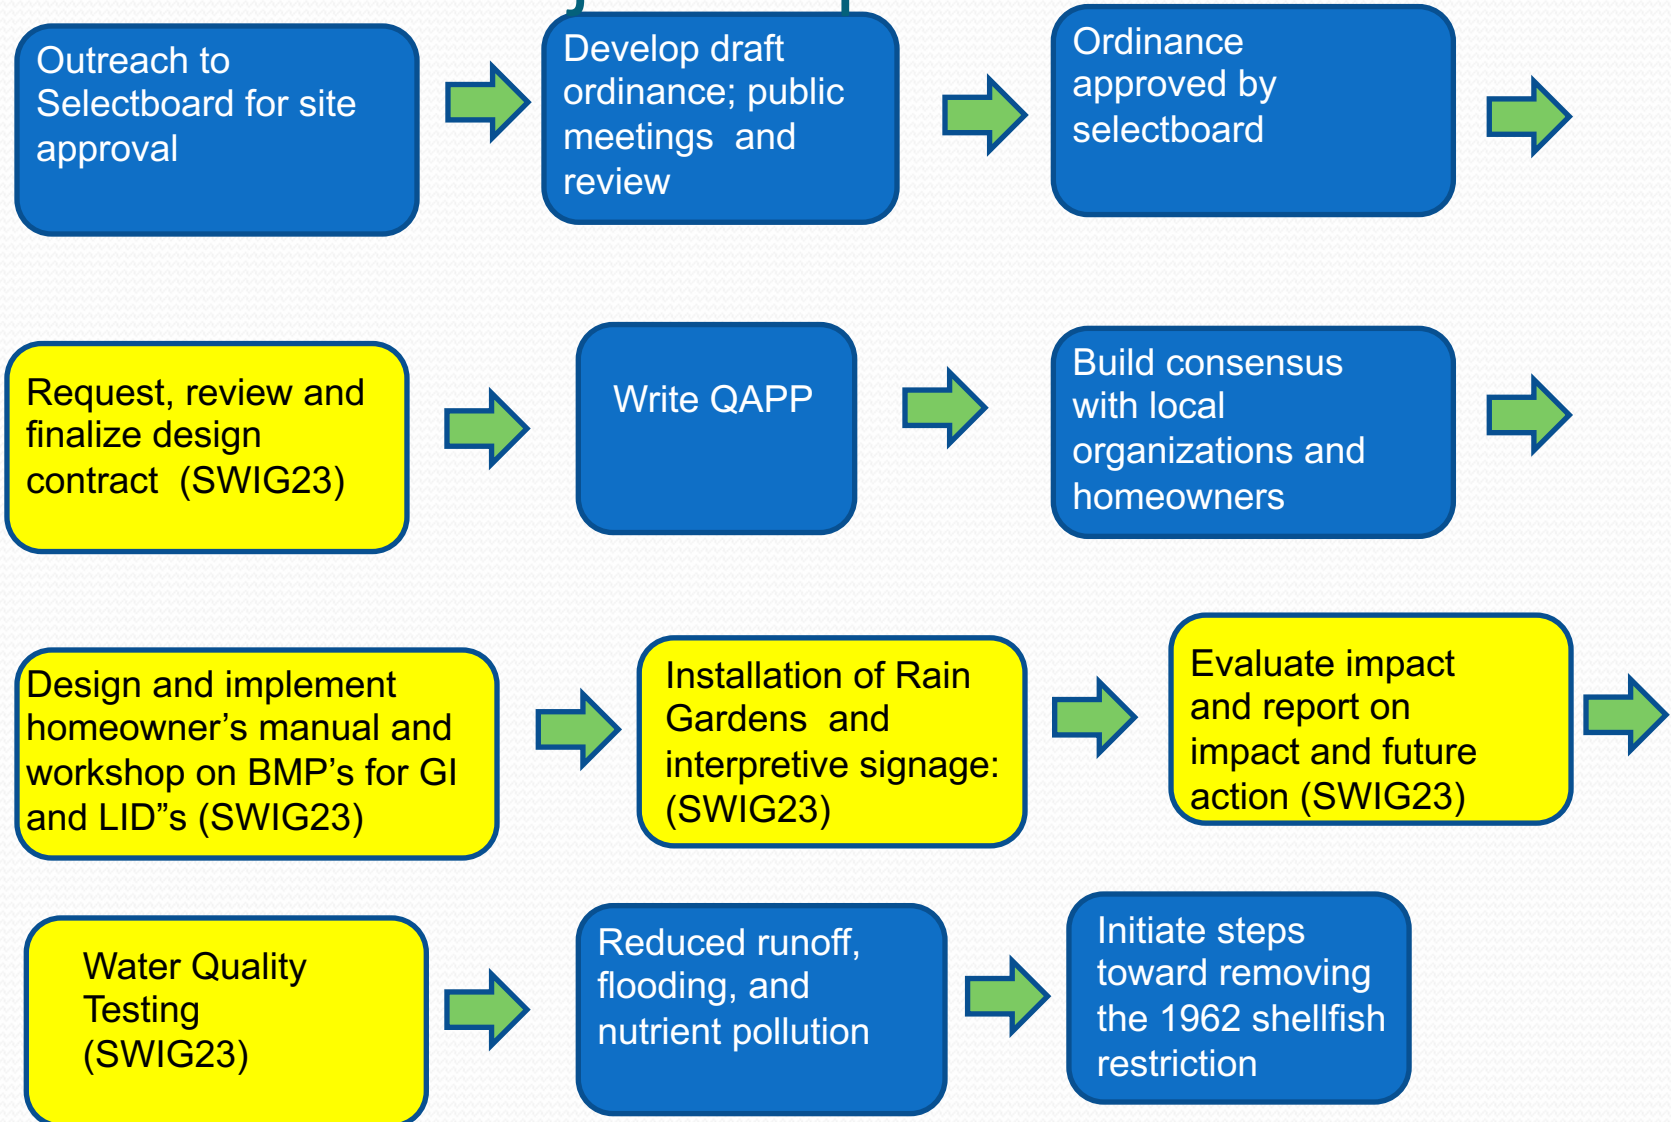 Outreach to
Selectboard for site
approval
Develop draft
ordinance; public
meetings and
review
Ordinance
approved by
selectboard
Request, review and
finalize design
contract (SWIG23)
Write QAPP
Build consensus
with local
organizations and
homeowners
Design and implement
homeowner’s manual and
workshop on BMP’s for GI
and LID”s (SWIG23)
Installation of Rain
Gardens and
interpretive signage:
(SWIG23)
Evaluate impact
and report on
impact and future
action (SWIG23)
Water Quality
Testing
(SWIG23)
Reduced runoff,
flooding, and
nutrient pollution
Initiate steps
toward removing
the 1962 shellfish
restriction